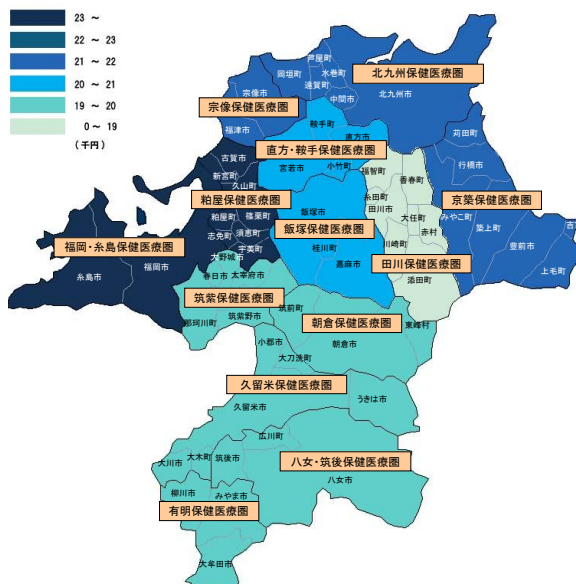 23 ～
22 ～ 23
21 ～ 22
20 ～ 21
19 ～ 20
0～ 19
（千円）
芦屋町
岡垣町
水巻町
遠賀町
中間市
北九州保健医療圏
北九州市
宗像市
宗像保健医療圏
福津市
鞍手町
直方市
直方・鞍手保健医療圏
宮若市
小竹町
苅田町
行橋市
京築保健医療圏
みやこ町
築上町
豊前市
上毛町
吉
古賀市
新宮町
久山町
粕屋保健医療圏
粕屋町
篠栗町
志免町
須恵町
宇美町
福智町
香春町
糸田町
田川市
大任町
赤村
川崎町
田川保健医療圏
添田町
飯塚市
飯塚保健医療圏
桂川町
嘉麻市
福岡・糸島保健医療圏
福岡市
糸島市
大野城市
春日市
太宰府市
筑紫保健医療圏
那珂川町
筑紫野市
筑前町
朝倉保健医療圏
東峰村
朝倉市
小郡市
大刀洗町
久留米保健医療圏
うきは市
久留米市
広川町
八女・筑後保健医療圏
八女市
筑後市
大木町
大川市
柳川市
みやま市
有明保健医療圏
大牟田市